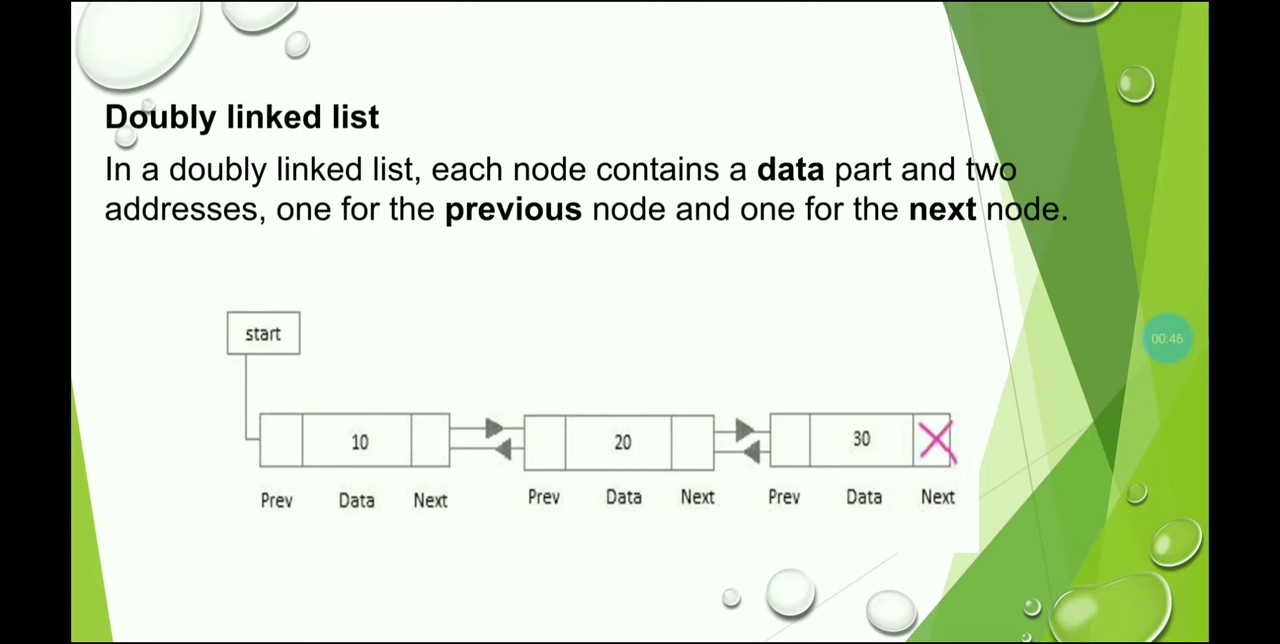 Doubly linked list
In a doubly linked list, each node contains a data part and two
addresses, one for the previous node and one for the next node.
start
00:46
10 20 30
Prev Data Next Prev Data Next Prev Data Next